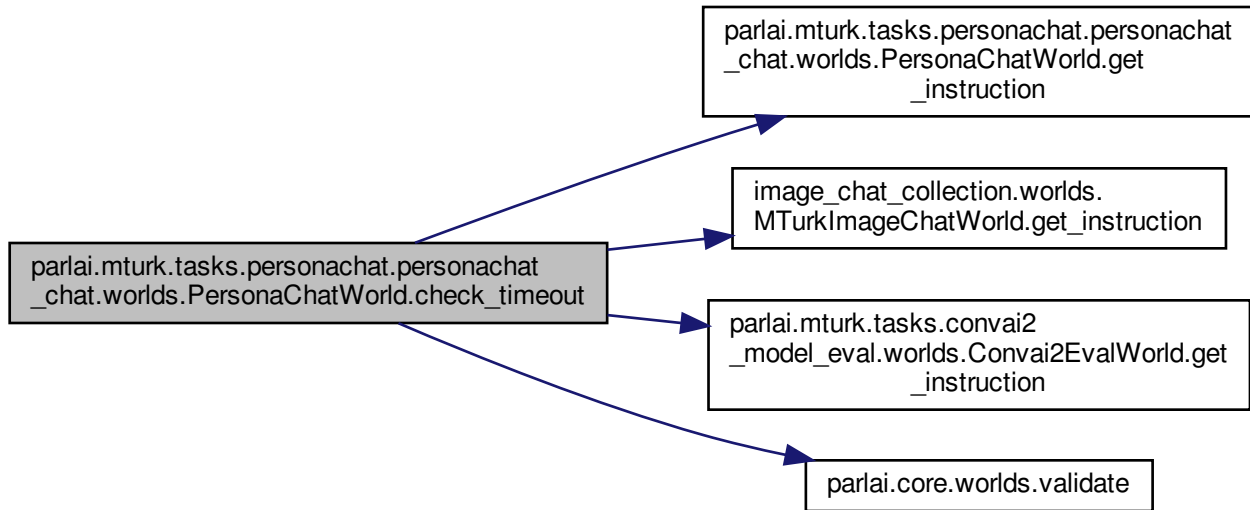 parlai.mturk.tasks.personachat.personachat
_chat.worlds.PersonaChatWorld.get
_instruction
image_chat_collection.worlds.
MTurkImageChatWorld.get_instruction
parlai.mturk.tasks.personachat.personachat
_chat.worlds.PersonaChatWorld.check_timeout
parlai.mturk.tasks.convai2
_model_eval.worlds.Convai2EvalWorld.get
_instruction
parlai.core.worlds.validate